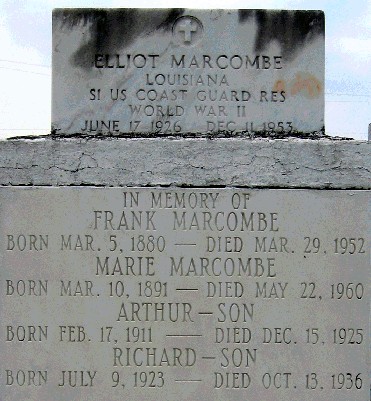 ELLIOT MARCOMBE
LOUISIANA
S1 US COAST GUARD RES
WORLD WAR II
JUNE 17 1926 DEC 11 1953
IN MEMORY OF
FRANK MARCOMBE
BORN MAR. 5, 1880 — DIED MAR. 29, 1952
MARIE MARCOMBE
BORN MAR. 10, 1891 — DIED MAY 22, 1960
ARTHUR — SON
BORN FEB. 17, 1911 — DIED DEC. 15, 1925
RICHARD — SON
BORN JULY 9, 1923 — DIED OCT. 13, 1936